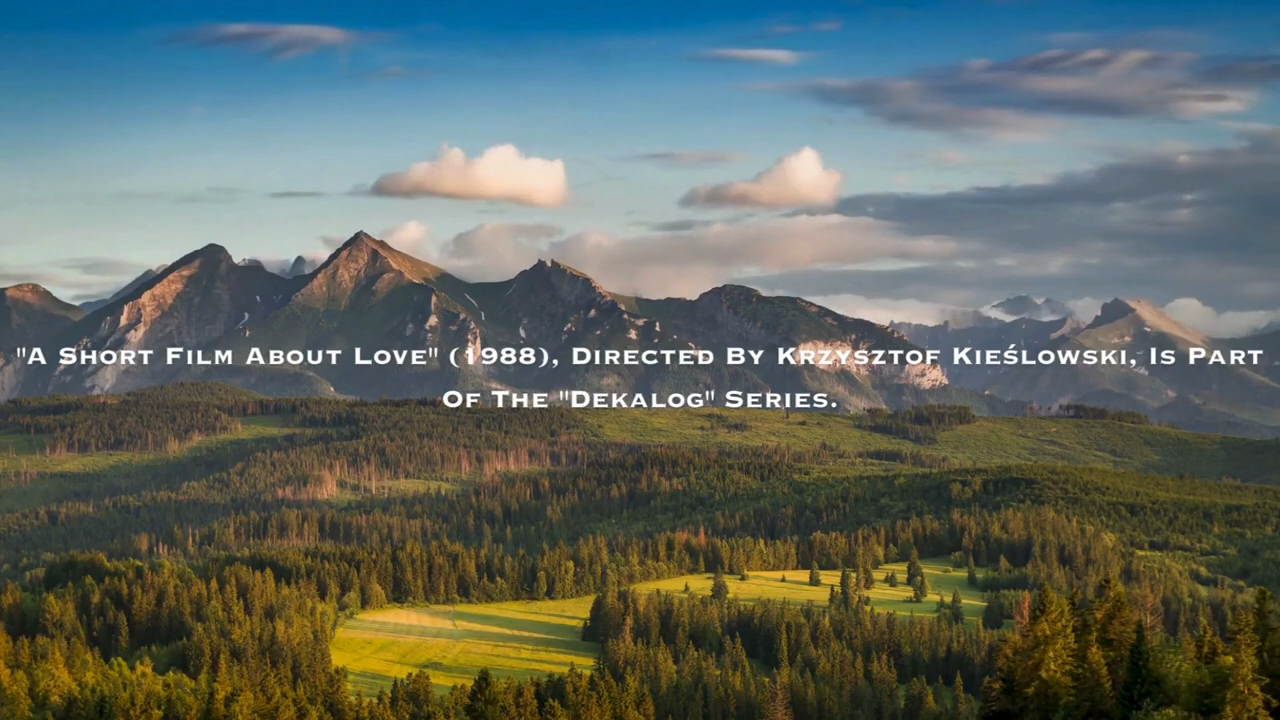 "A Short Film About Love" (1988), Directed By Krzysztof Kieślowski, Is Part
Of The "Dekalog" Series.